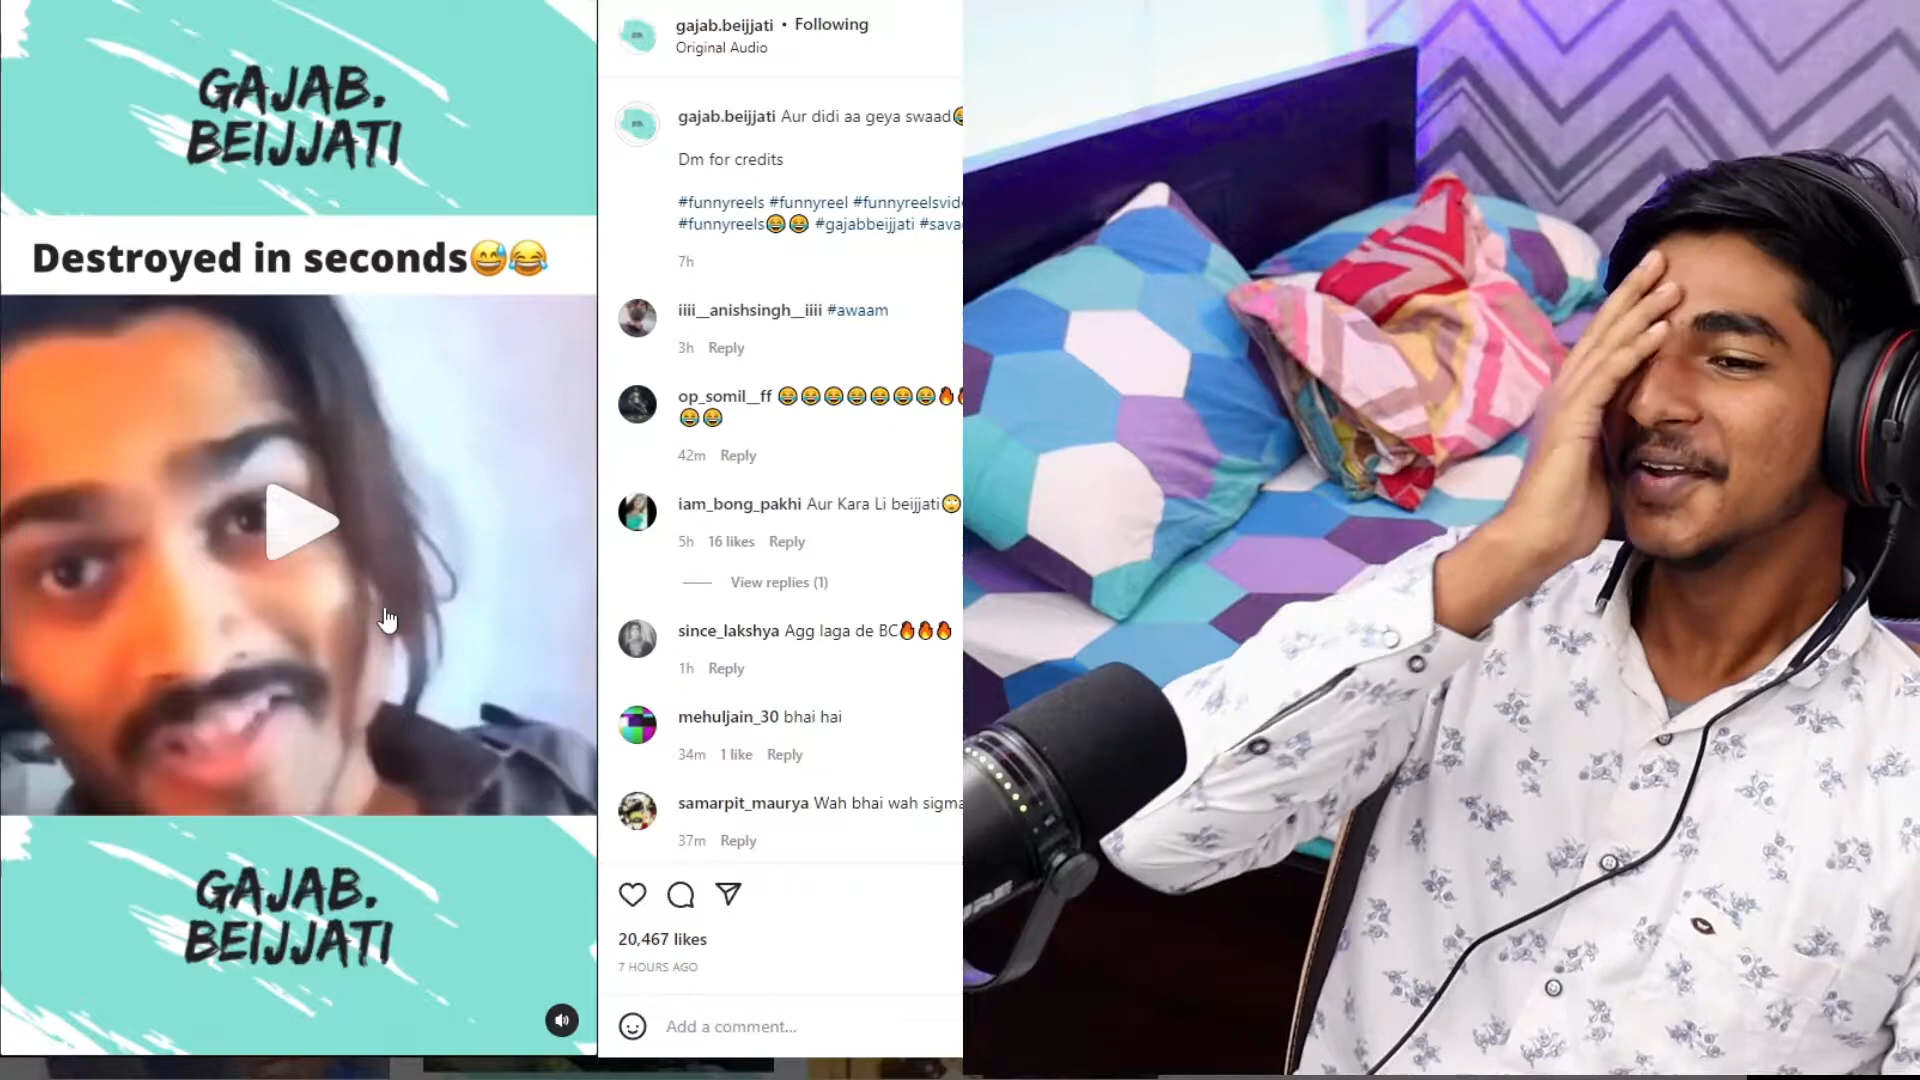 GAJAB.
BEIJJATI
Destroyed in seconds😅😂
GAJAB.
BEIJJATI
gajab.beijjati • Following
Original Audio
gajab.beijjati Aur didi aa geya swaad😂
Dm for credits
#funnyreels #funnyreel #funnyreelsvid
#funnyreels😂😂 #gajabbeijjati #sava
7h
iiii__anishsingh__iiii #awaam
3h Reply
op_somil__ff 😂😂😂😂😂😂😂🔥🔥
😂😂
42m Reply
iam_bong_pakhi Aur Kara Li beijjati🙄
5h 16 likes Reply
View replies (1)
since_lakshya Agg laga de BC🔥🔥🔥
1h Reply
mehuljain_30 bhai hai
34m 1 like Reply
samarpit_maurya Wah bhai wah sigma
37m Reply
20,467 likes
7 HOURS AGO
Add a comment...